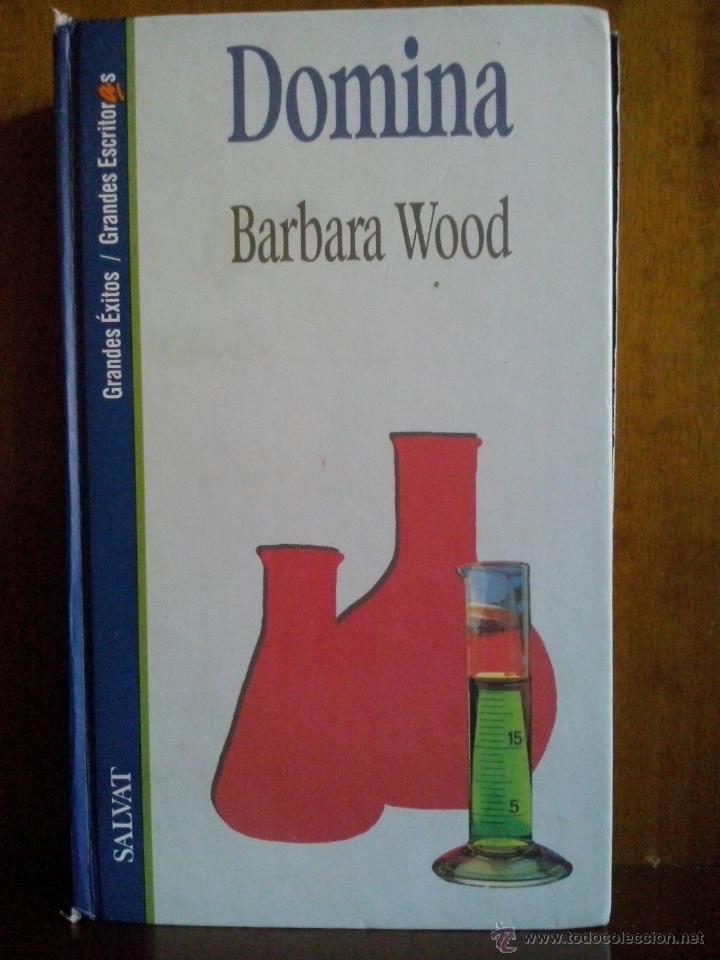 Domina
Barbara Wood
Grandes Éxitos / Grandes Escritoras
SALVAT
15
5
© www.todocoleccion.net